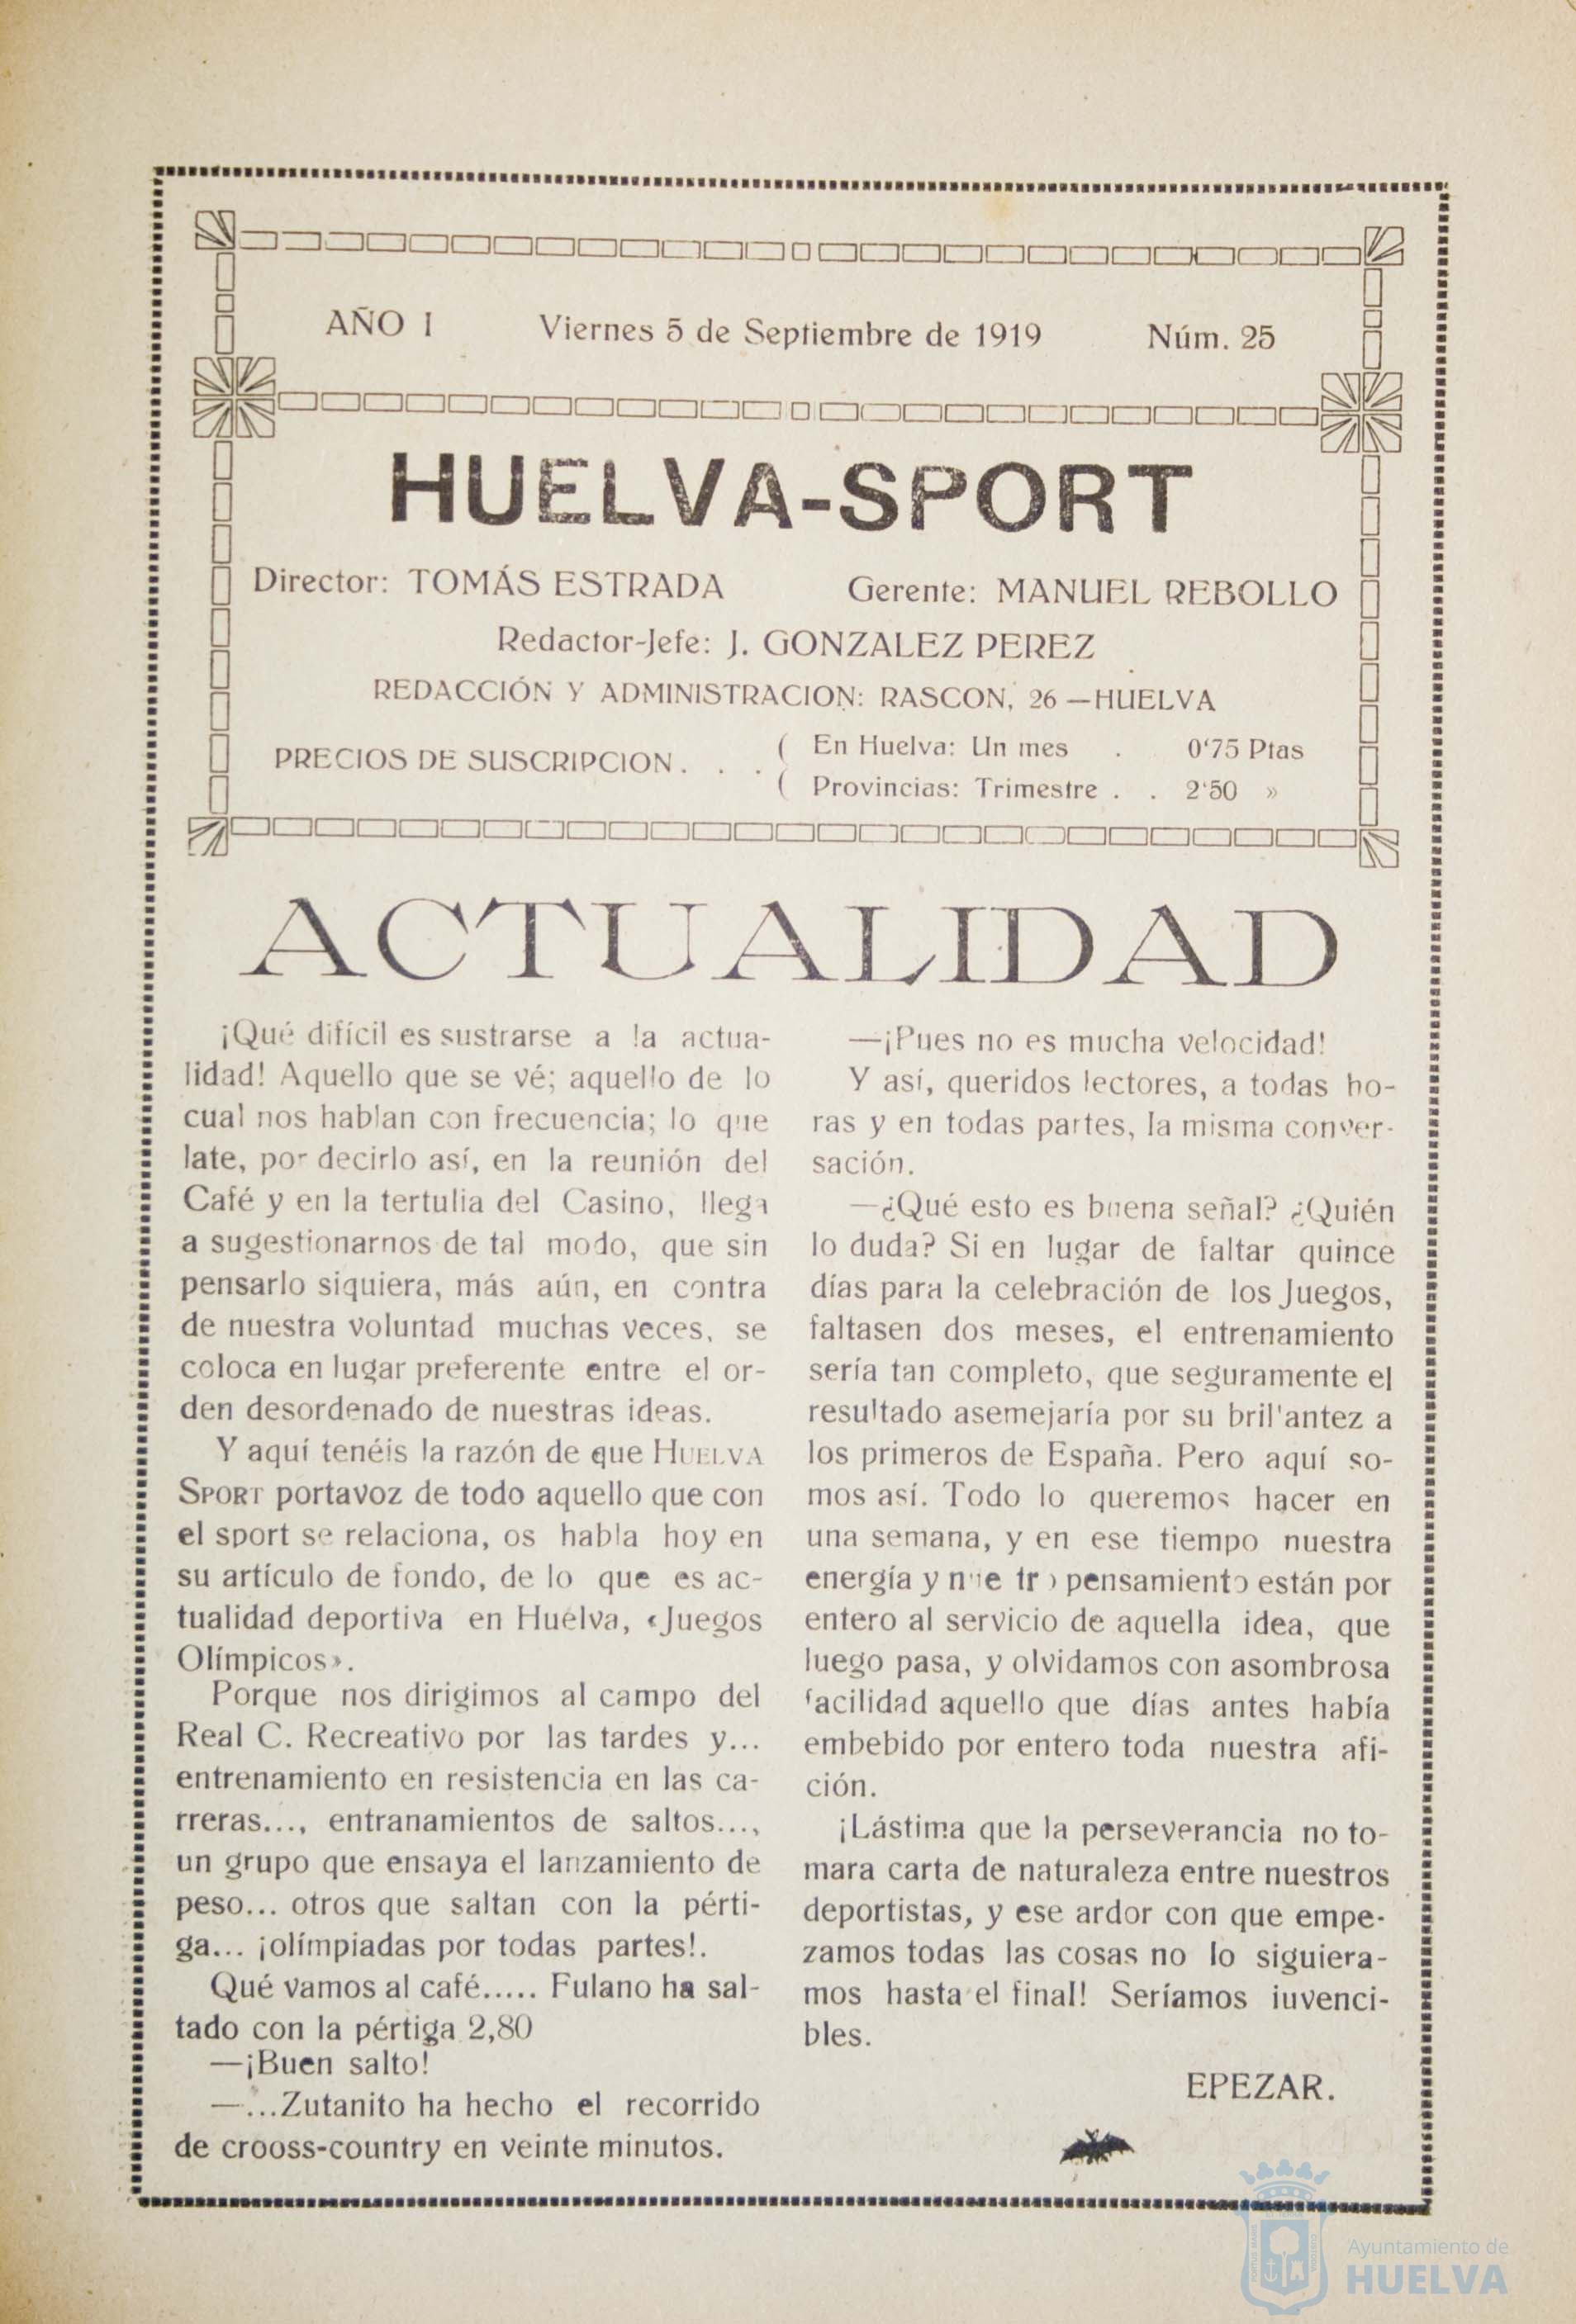 AÑO I Viernes 5 de Septiembre de 1919 Núm. 25
HUELVA-SPORT
Director: TOMÁS ESTRADA Gerente: MANUEL REBOLLO
Redactor-Jefe: J. GONZALEZ PEREZ
REDACCIÓN Y ADMINISTRACION: RASCON, 26 —HUELVA
PRECIOS DE SUSCRIPCION. . . ( En Huelva: Un mes . 0'75 Ptas
( Provincias: Trimestre . . 2'50 »
ACTUALIDAD
¡Qué difícil es sustrarse a la actua-
lidad! Aquello que se vé; aquello de lo
cual nos hablan con frecuencia; lo que
late, por decirlo así, en la reunión del
Café y en la tertulia del Casino, llega
a sugestionarnos de tal modo, que sin
pensarlo siquiera, más aún, en contra
de nuestra voluntad muchas veces, se
coloca en lugar preferente entre el or-
den desordenado de nuestras ideas.
Y aquí tenéis la razón de que HUELVA
SPORT portavoz de todo aquello que con
el sport se relaciona, os habla hoy en
su artículo de fondo, de lo que es ac-
tualidad deportiva en Huelva, «Juegos
Olímpicos».
Porque nos dirigimos al campo del
Real C. Recreativo por las tardes y...
entrenamiento en resistencia en las ca-
rreras..., entranamientos de saltos...,
un grupo que ensaya el lanzamiento de
peso... otros que saltan con la pérti-
ga... ¡olímpiadas por todas partes!.
Qué vamos al café..... Fulano ha sal-
tado con la pértiga 2,80
—¡Buen salto!
—...Zutanito ha hecho el recorrido
de crooss-country en veinte minutos.
—¡Pues no es mucha velocidad!
Y así, queridos lectores, a todas ho-
ras y en todas partes, la misma conver-
sación.
—¿Qué esto es buena señal? ¿Quién
lo duda? Si en lugar de faltar quince
días para la celebración de los Juegos,
faltasen dos meses, el entrenamiento
sería tan completo, que seguramente el
resultado asemejaría por su bril'antez a
los primeros de España. Pero aquí so-
mos así. Todo lo queremos hacer en
una semana, y en ese tiempo nuestra
energía y nuestro pensamiento están por
entero al servicio de aquella idea, que
luego pasa, y olvidamos con asombrosa
facilidad aquello que días antes había
embebido por entero toda nuestra afi-
ción.
¡Lástima que la perseverancia no to-
mara carta de naturaleza entre nuestros
deportistas, y ese ardor con que empe-
zamos todas las cosas no lo siguiera-
mos hasta el final! Seríamos iuvenci-
bles.
EPEZAR.
Ayuntamiento de
HUELVA